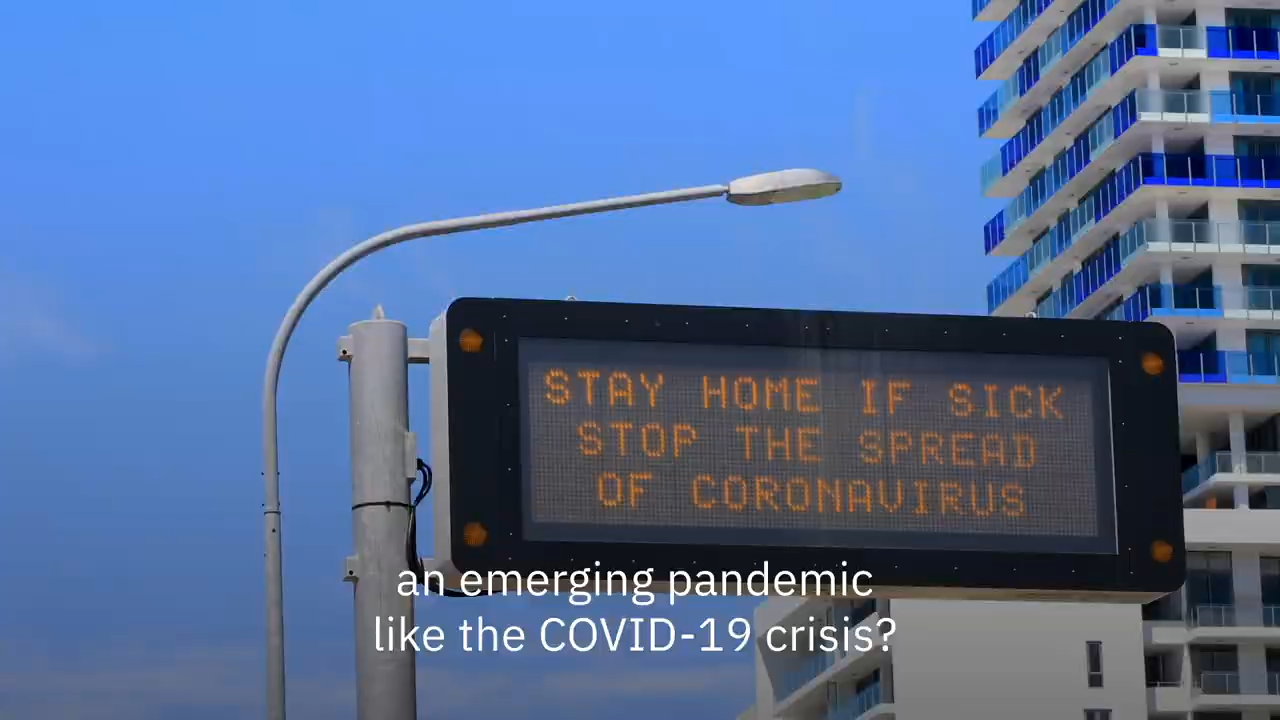 STAY HOME IF SICK
STOP THE SPREAD
OF CORONAVIRUS
an emerging pandemic
like the COVID-19 crisis?